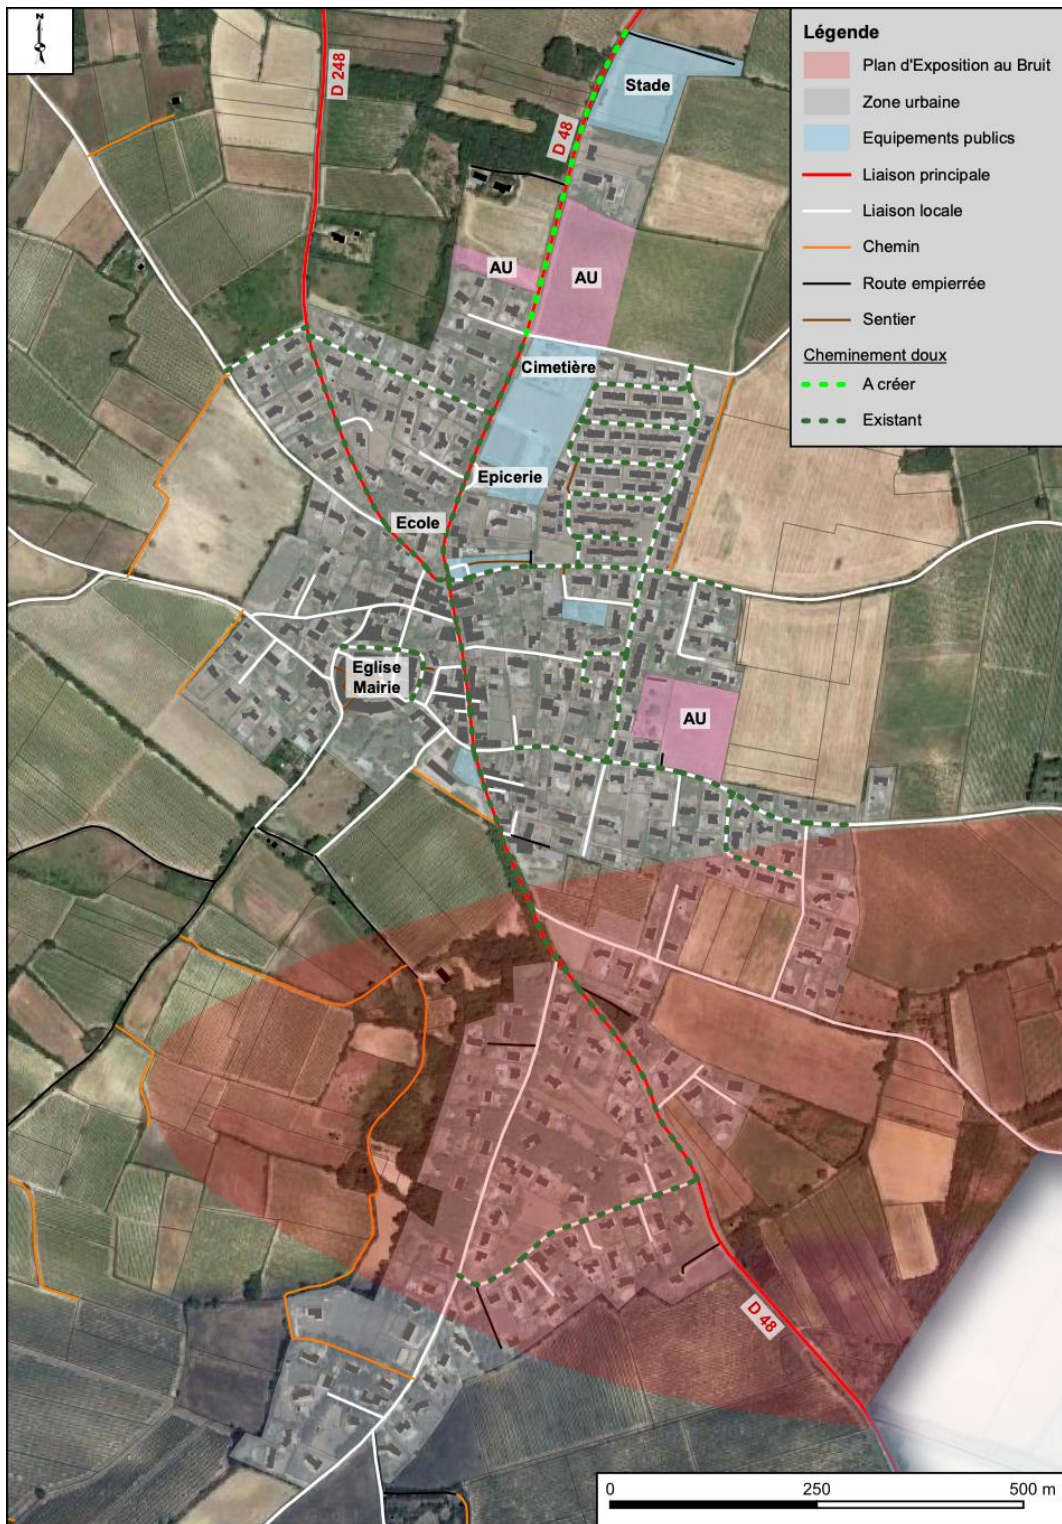 N
D 248
D 48
Stade
AU
AU
Cimetière
Epicerie
Ecole
Eglise
Mairie
AU
D 48
Légende
Plan d'Exposition au Bruit
Zone urbaine
Equipements publics
Liaison principale
Liaison locale
Chemin
Route empierrée
Sentier
Cheminement doux
A créer
Existant
0 250 500 m